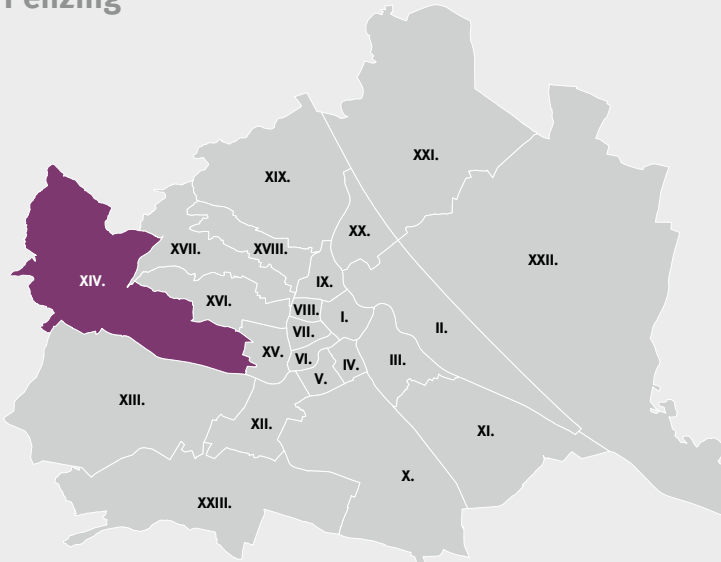 Penzing
XXI.
XIX.
XX.
XVII.
XVIII.
XXII.
XIV.
IX.
XVI.
VIII.
I.
II.
VII.
XV.
VI.
IV.
III.
V.
XIII.
XII.
XI.
X.
XXIII.